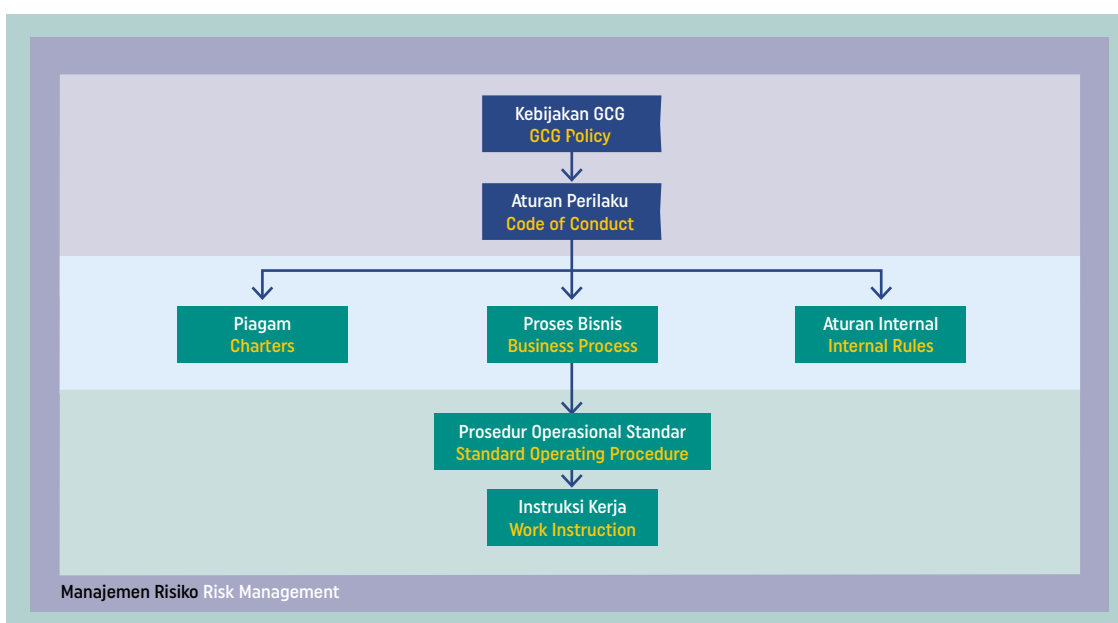 Kebijakan GCG
GCG Policy
Aturan Perilaku
Code of Conduct
Piagam
Charters
Proses Bisnis
Business Process
Aturan Internal
Internal Rules
Prosedur Operasional Standar
Standard Operating Procedure
Instruksi Kerja
Work Instruction
Manajemen Risiko Risk Management